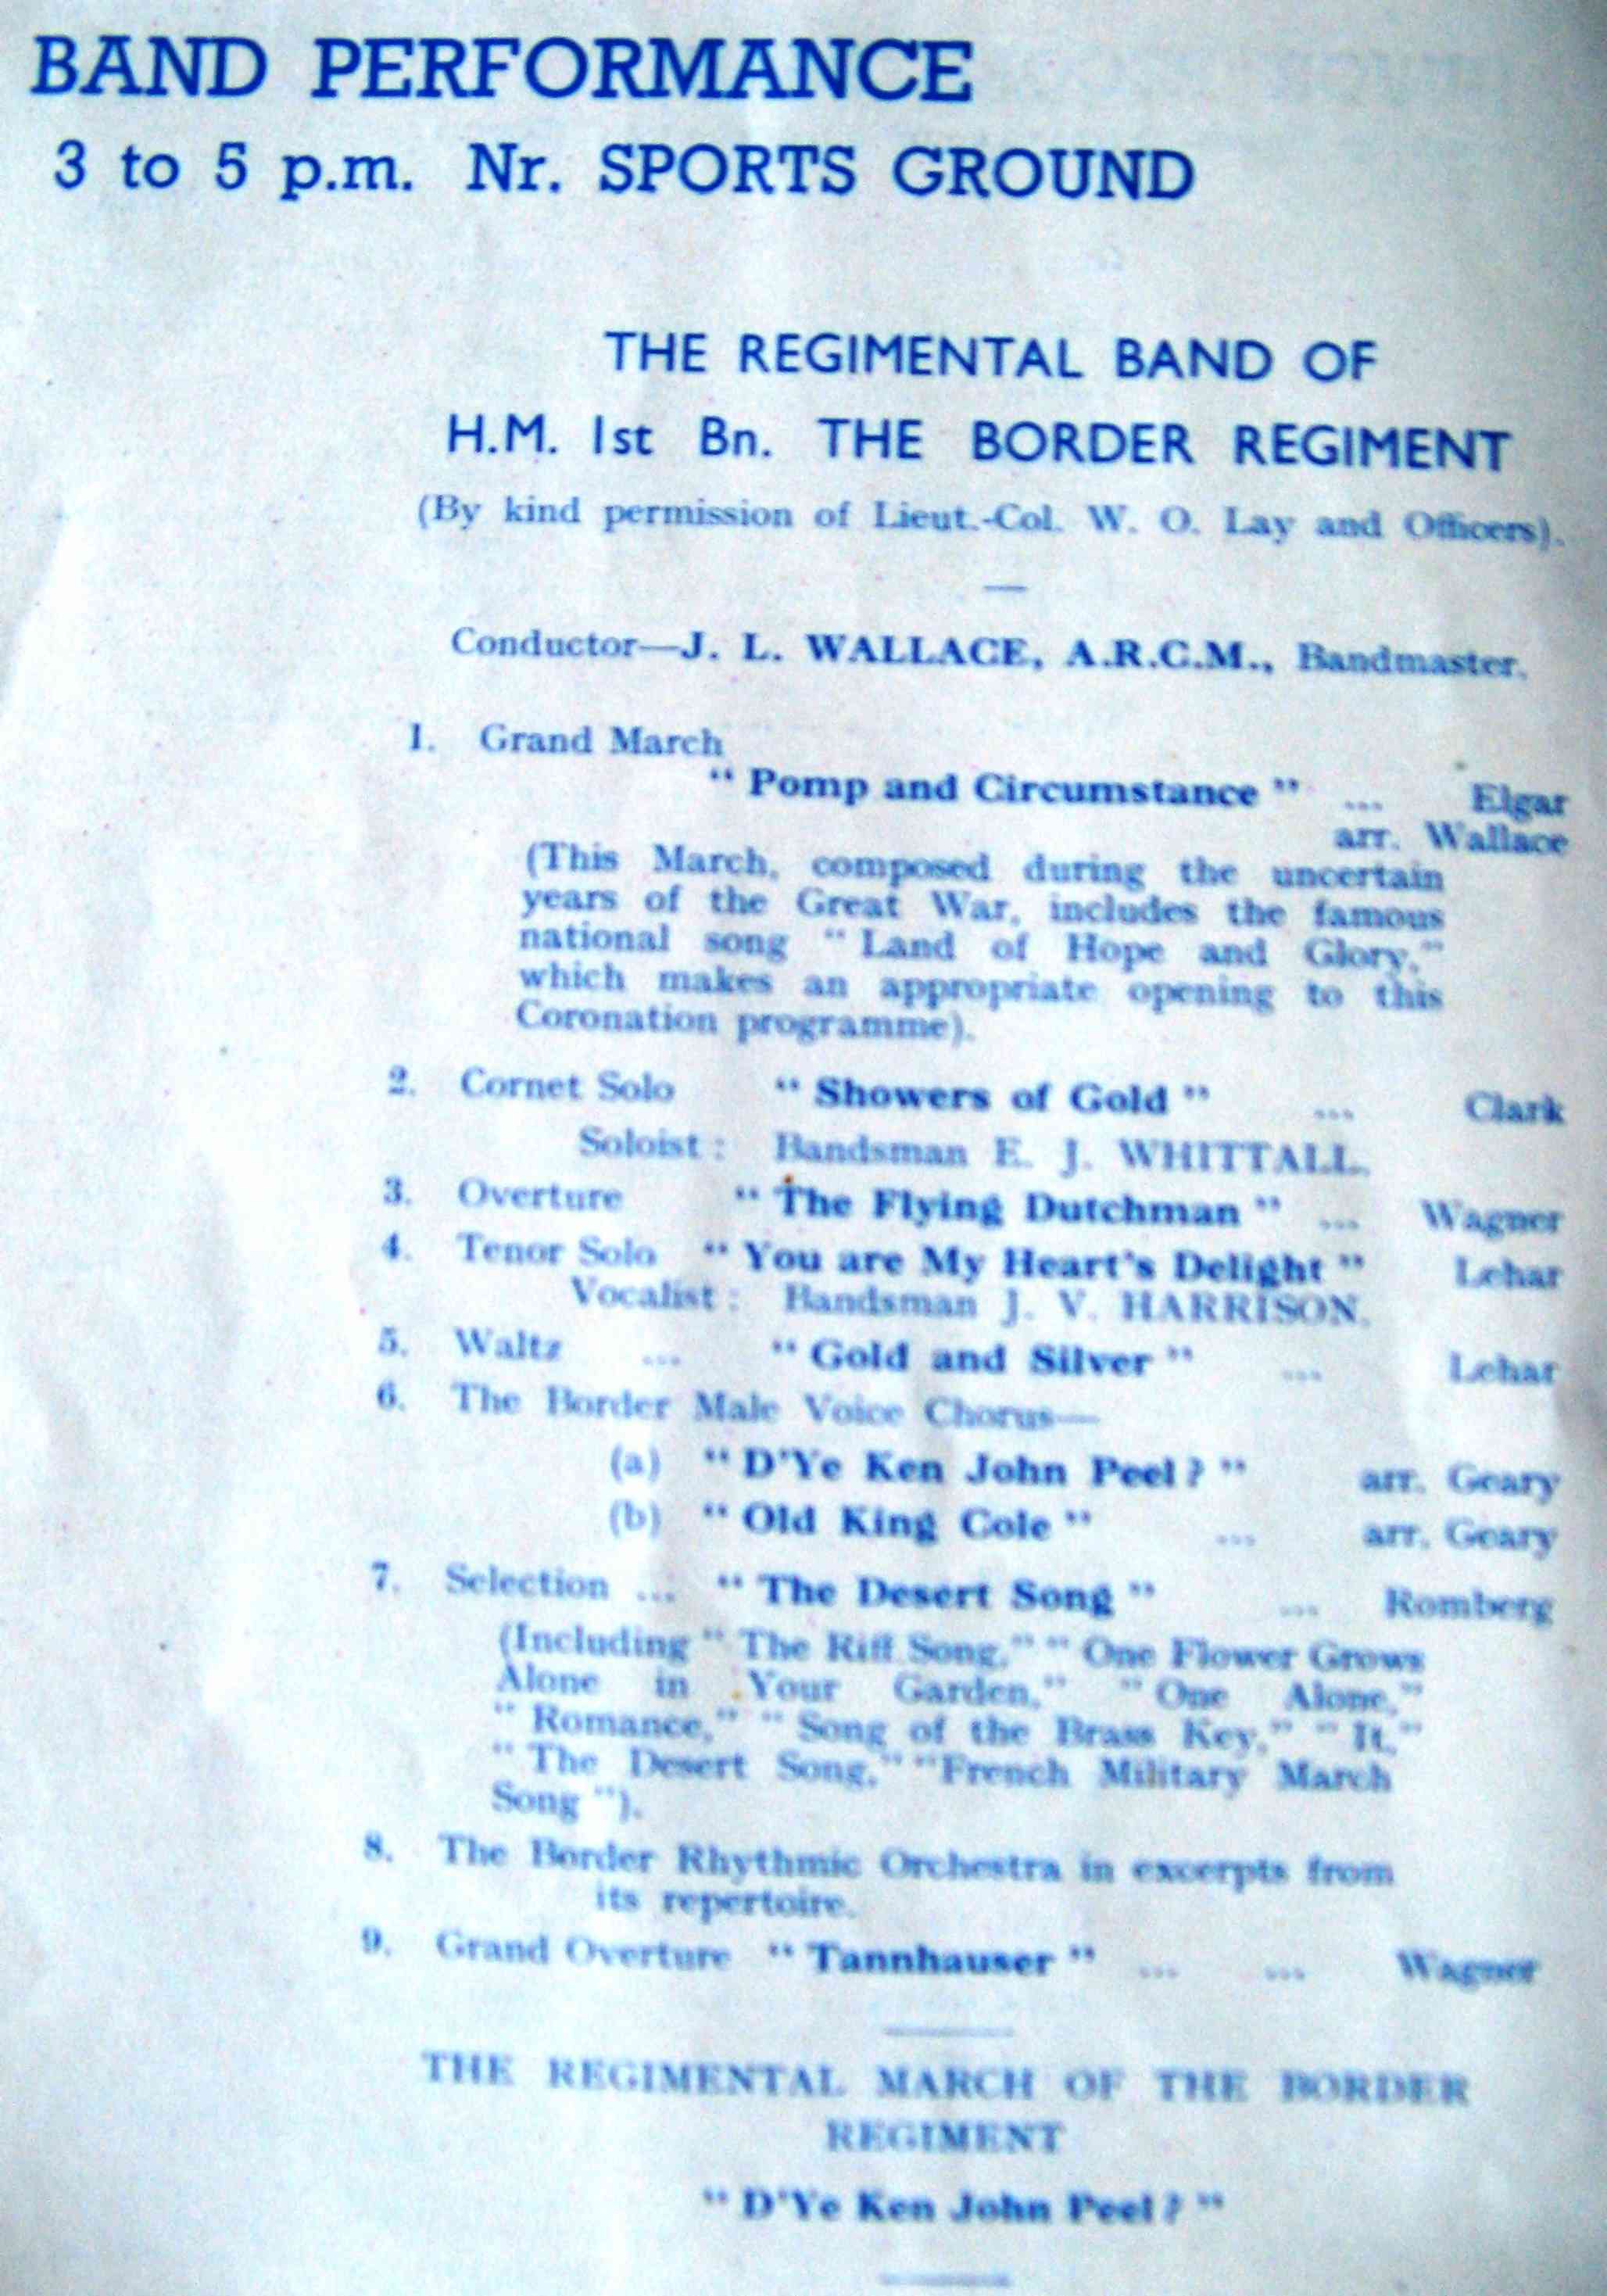 BAND PERFORMANCE
3 to 5 p.m. Nr. SPORTS GROUND
THE REGIMENTAL BAND OF
H.M. 1st Bn. THE BORDER REGIMENT
(By kind permission of Lieut.-Col. W. O. Lay and Officers).
Conductor—J. L. WALLACE, A.R.C.M., Bandmaster.
1. Grand March
" Pomp and Circumstance " ... Elgar
arr. Wallace
(This March, composed during the uncertain
years of the Great War, includes the famous
national song " Land of Hope and Glory,"
which makes an appropriate opening to this
Coronation programme).
2. Cornet Solo " Showers of Gold " ... Clark
Soloist : Bandsman E. J. WHITTALL.
3. Overture " The Flying Dutchman " ... Wagner
4. Tenor Solo " You are My Heart's Delight " Lehar
Vocalist : Bandsman J. V. HARRISON.
5. Waltz ... " Gold and Silver " ... Lehar
6. The Border Male Voice Chorus—
(a) " D'Ye Ken John Peel ? " arr. Geary
(b) " Old King Cole " ... arr. Geary
7. Selection ... " The Desert Song " ... Romberg
(Including " The Riff Song," " One Flower Grows
Alone in Your Garden," " One Alone,"
" Romance," " Song of the Brass Key," " It,"
" The Desert Song," "French Military March
Song ").
8. The Border Rhythmic Orchestra in excerpts from
its repertoire.
9. Grand Overture " Tannhauser " ... ... Wagner
THE REGIMENTAL MARCH OF THE BORDER
REGIMENT
" D'Ye Ken John Peel ? "